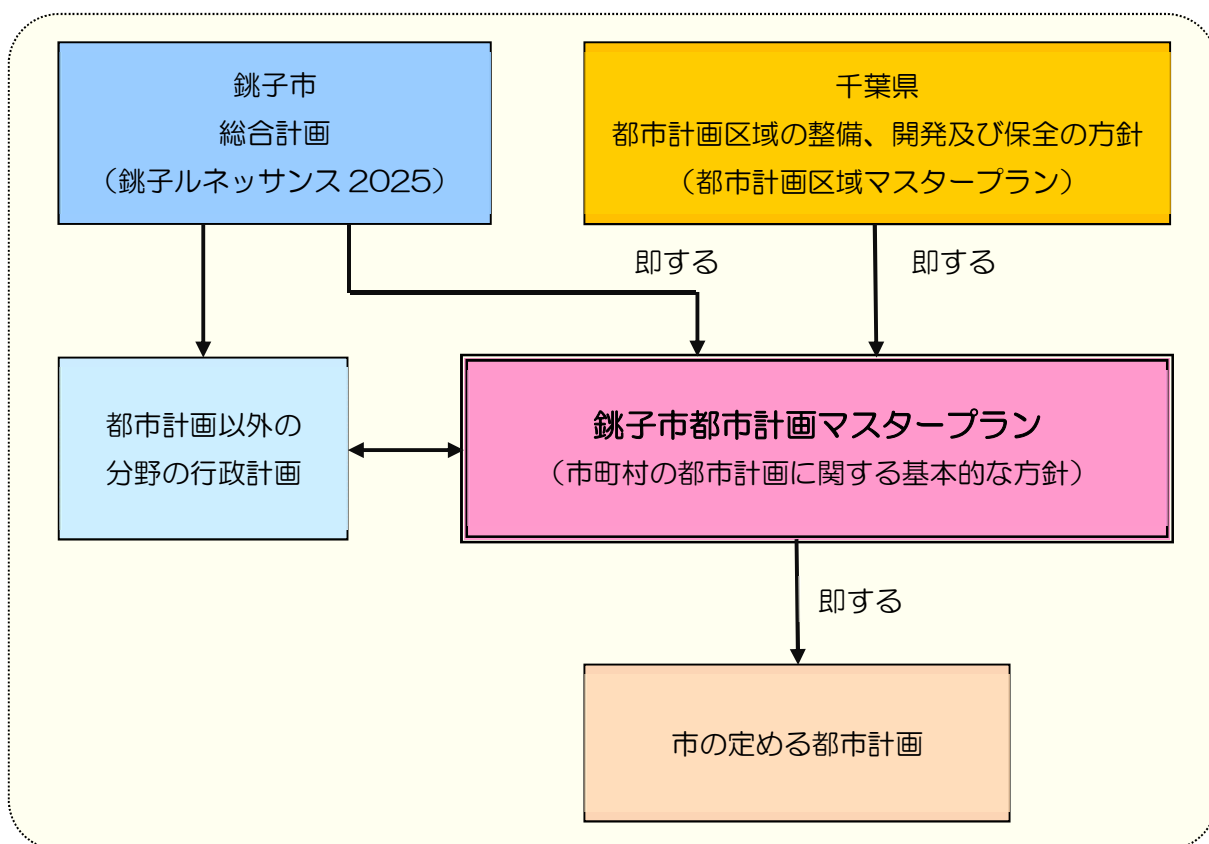 銚子市
総合計画
（銚子ルネッサンス 2025）
千葉県
都市計画区域の整備、開発及び保全の方針
（都市計画区域マスタープラン）
即する
即する
都市計画以外の
分野の行政計画
銚子市都市計画マスタープラン
（市町村の都市計画に関する基本的な方針）
即する
市の定める都市計画